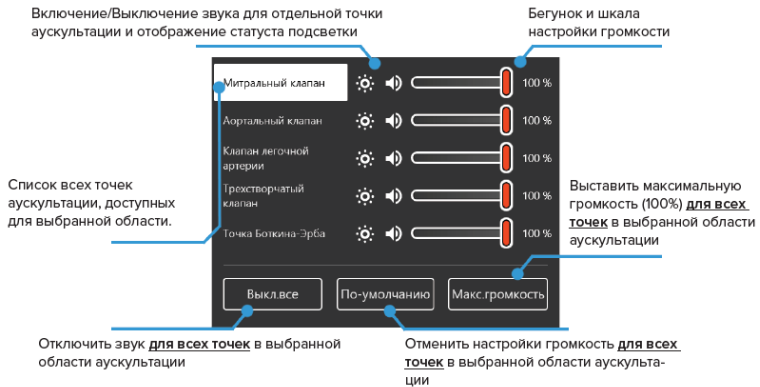 Включение/Выключение звука для отдельной точки
аускультации и отображение статуста подсветки
Бегунок и шкала
настройки громкости
Митральный клапан
100 %
Аортальный клапан
100 %
Клапан легочной
артерии
100 %
Трехстворчатый
клапан
100 %
Точка Боткина-Эрба
100 %
Список всех точек
аускультации, доступных
для выбранной области.
Выставить максимальную
громкость (100%) для всех
точек в выбранной области
аускультации
Выкл.все
По-умолчанию
Макс.громкость
Отключить звук для всех точек в выбранной
области аускультации
Отменить настройки громкость для всех
точек в выбранной области аускульта-
ции